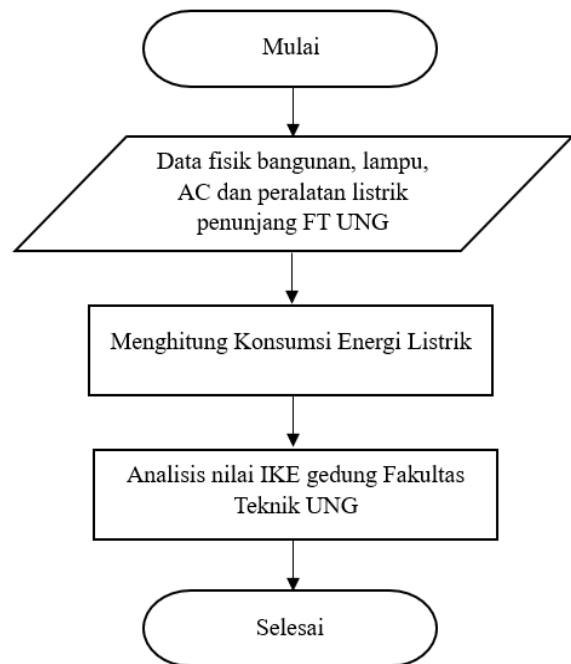 Mulai
Data fisik bangunan, lampu,
AC dan peralatan listrik
penunjang FT UNG
Menghitung Konsumsi Energi Listrik
Analisis nilai IKE gedung Fakultas
Teknik UNG
Selesai